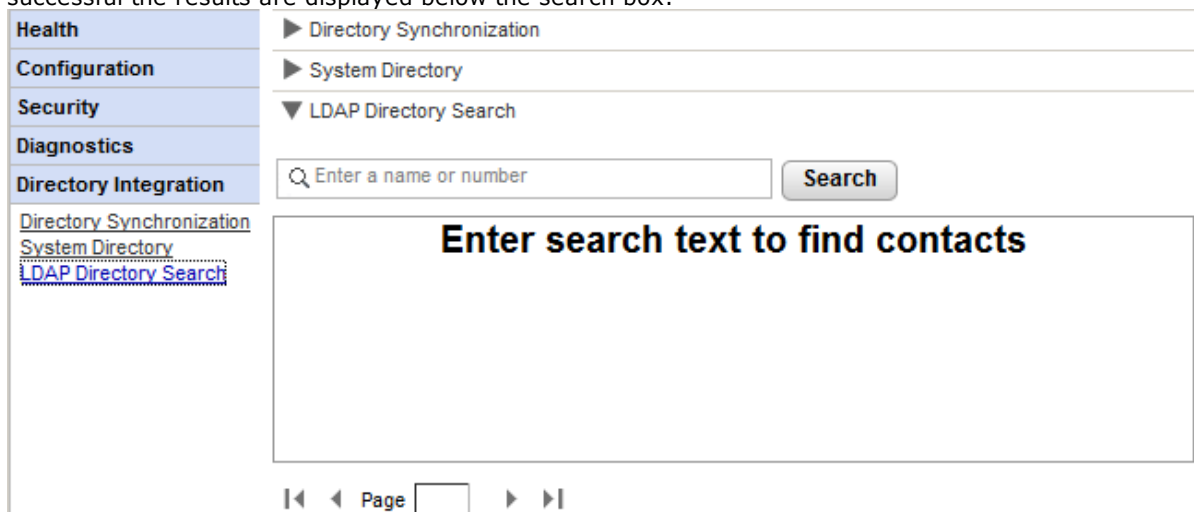 successful the results are displayed below the search box.
Health
Configuration
Security
Diagnostics
Directory Integration
Directory Synchronization
System Directory
LDAP Directory Search
Directory Synchronization
System Directory
LDAP Directory Search
Enter a name or number
Search
Enter search text to find contacts
Page